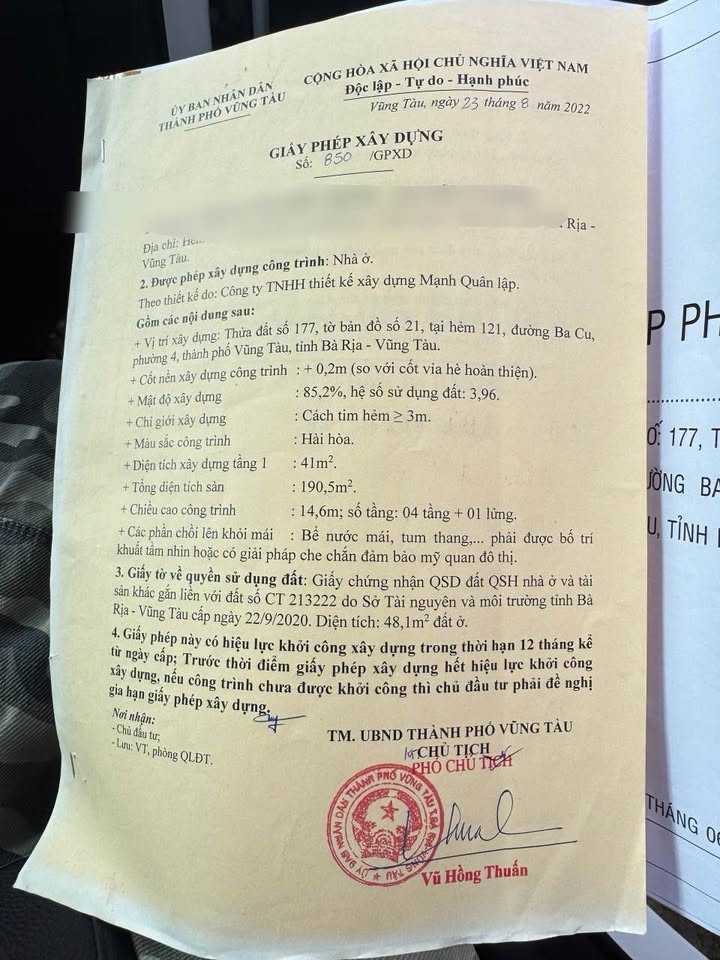 ỦY BAN NHÂN DÂN
THÀNH PHỐ VŨNG TÀU
CỘNG HÒA XÃ HỘI CHỦ NGHĨA VIỆT NAM
Độc lập - Tự do - Hạnh phúc
Vũng Tàu, ngày 23 tháng 8 năm 2022
GIẤY PHÉP XÂY DỰNG
Số: 850 /GPXD
Rịa -
Địa chỉ:
Vũng Tàu.
2. Được phép xây dựng công trình: Nhà ở.
Theo thiết kế do: Công ty TNHH thiết kế xây dựng Mạnh Quân lập.
Gồm các nội dung sau:
+ Vị trí xây dựng: Thửa đất số 177, tờ bản đồ số 21, tại hẻm 121, đường Ba Cu,
phường 4, thành phố Vũng Tàu, tỉnh Bà Rịa - Vũng Tàu.
+ Cốt nền xây dựng công trình : + 0,2m (so với cốt vỉa hè hoàn thiện).
+ Mật độ xây dựng : 85,2%, hệ số sử dụng đất: 3,96.
+ Chỉ giới xây dựng : Cách tim hẻm ≥ 3m.
+ Màu sắc công trình : Hài hòa.
+ Diện tích xây dựng tầng 1 : 41m².
+ Tổng diện tích sàn : 190,5m².
+ Chiều cao công trình : 14,6m; số tầng: 04 tầng + 01 lửng.
+ Các phần chồi lên khỏi mái : Bể nước mái, tum thang,... phải được bố trí
khuất tầm nhìn hoặc có giải pháp che chắn đảm bảo mỹ quan đô thị.
3. Giấy tờ về quyền sử dụng đất: Giấy chứng nhận QSD đất QSH nhà ở và tài
sản khác gắn liền với đất số CT 213222 do Sở Tài nguyên và môi trường tỉnh Bà
Rịa - Vũng Tàu cấp ngày 22/9/2020. Diện tích: 48,1m² đất ở.
4. Giấy phép này có hiệu lực khởi công xây dựng trong thời hạn 12 tháng kể
từ ngày cấp; Trước thời điểm giấy phép xây dựng hết hiệu lực khởi công
xây dựng, nếu công trình chưa được khởi công thì chủ đầu tư phải đề nghị
gia hạn giấy phép xây dựng.
Nơi nhận:
- Chủ đầu tư;
- Lưu: VT, phòng QLĐT.
TM. UBND THÀNH PHỐ VŨNG TÀU
KT CHỦ TỊCH
PHÓ CHỦ TỊCH
ỦY BAN NHÂN DÂN THÀNH PHỐ VŨNG TÀU
Vũ Hồng Thuấn
P PH
Ố: 177, T
ƯỜNG BA
U, TỈNH
THÁNG 06